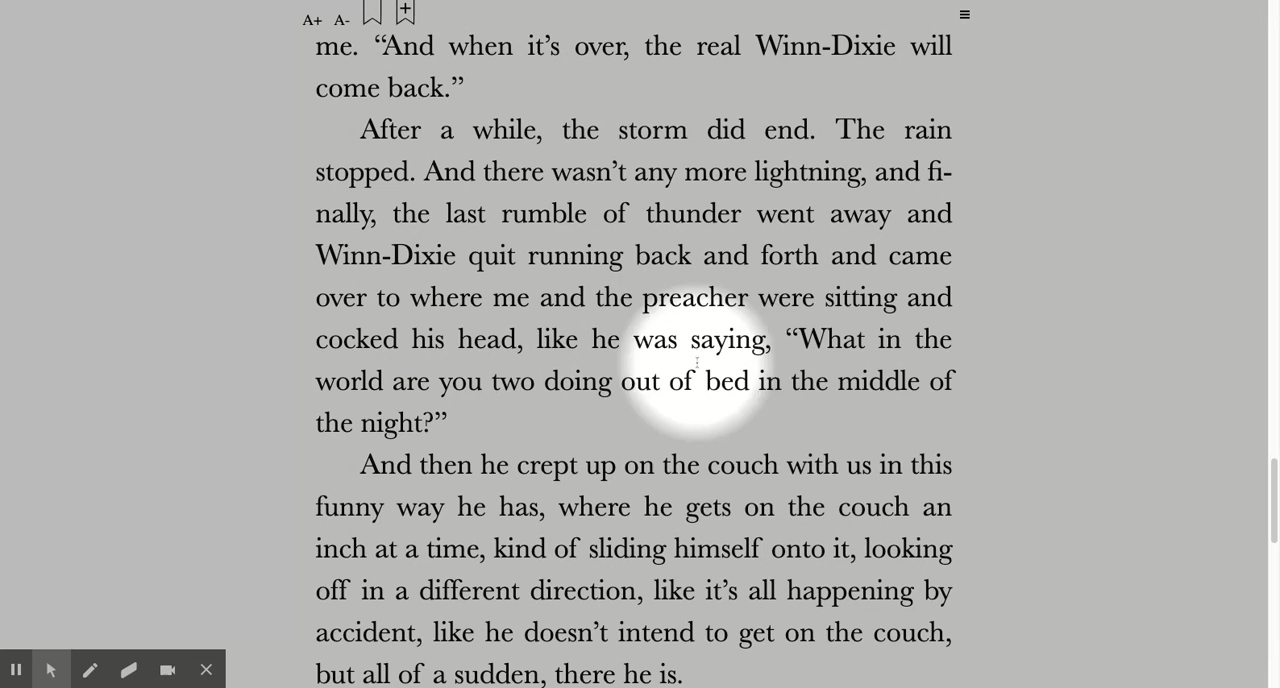 A+ A-
me. “And when it’s over, the real Winn-Dixie will
come back.”
After a while, the storm did end. The rain
stopped. And there wasn’t any more lightning, and fi-
nally, the last rumble of thunder went away and
Winn-Dixie quit running back and forth and came
over to where me and the preacher were sitting and
cocked his head, like he was saying, “What in the
world are you two doing out of bed in the middle of
the night?”
And then he crept up on the couch with us in this
funny way he has, where he gets on the couch an
inch at a time, kind of sliding himself onto it, looking
off in a different direction, like it’s all happening by
accident, like he doesn’t intend to get on the couch,
but all of a sudden, there he is.